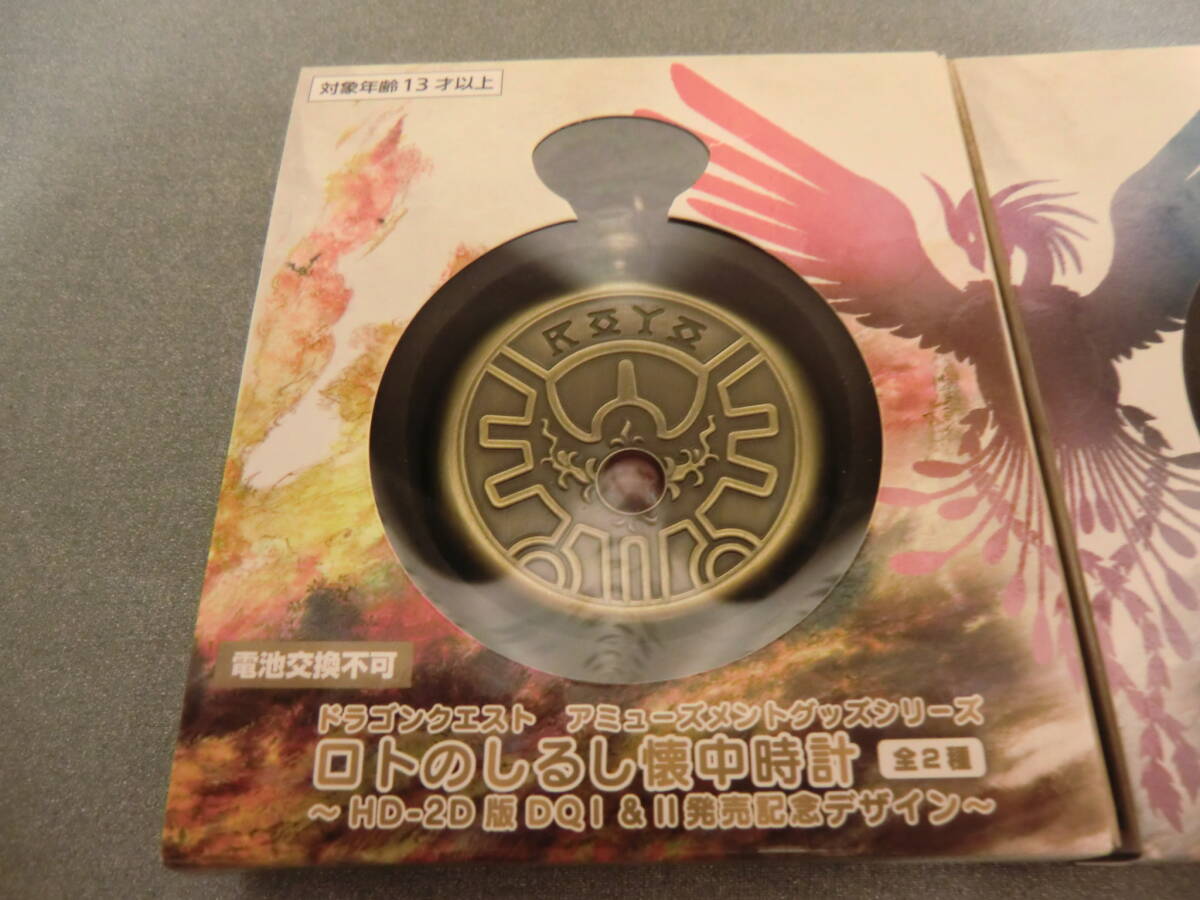 対象年齢13才以上
ROTO
電池交換不可
ドラゴンクエスト　アミューズメントグッズシリーズ
ロトのしるし懐中時計 全2種
～HD-2D版DQI&II発売記念デザイン～